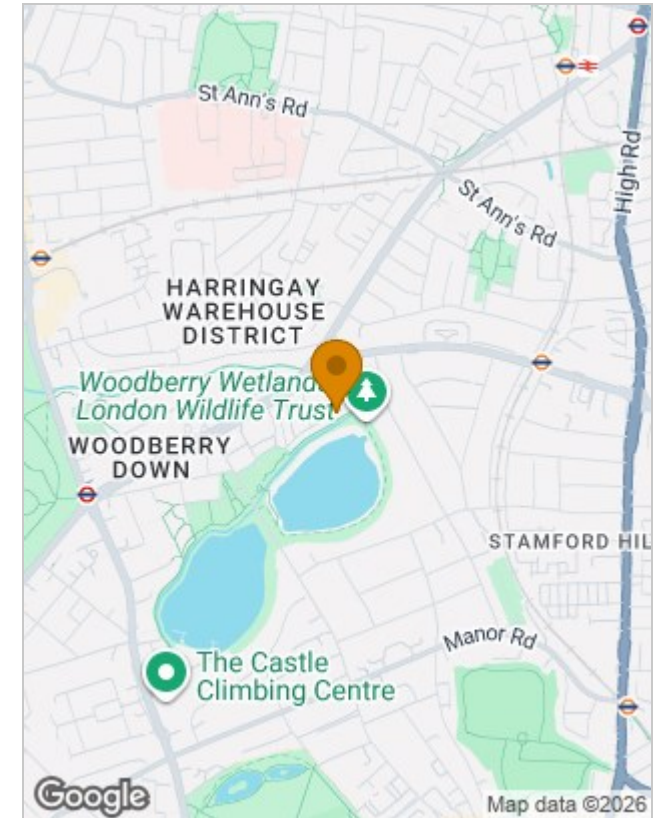 St Ann's Rd
High Rd
St Ann's Rd
HARRINGAY
WAREHOUSE
DISTRICT
Woodberry Wetland
London Wildlife Trust
WOODBERRY
DOWN
STAMFORD HIL
Manor Rd
The Castle
Climbing Centre
Google
Map data ©2026